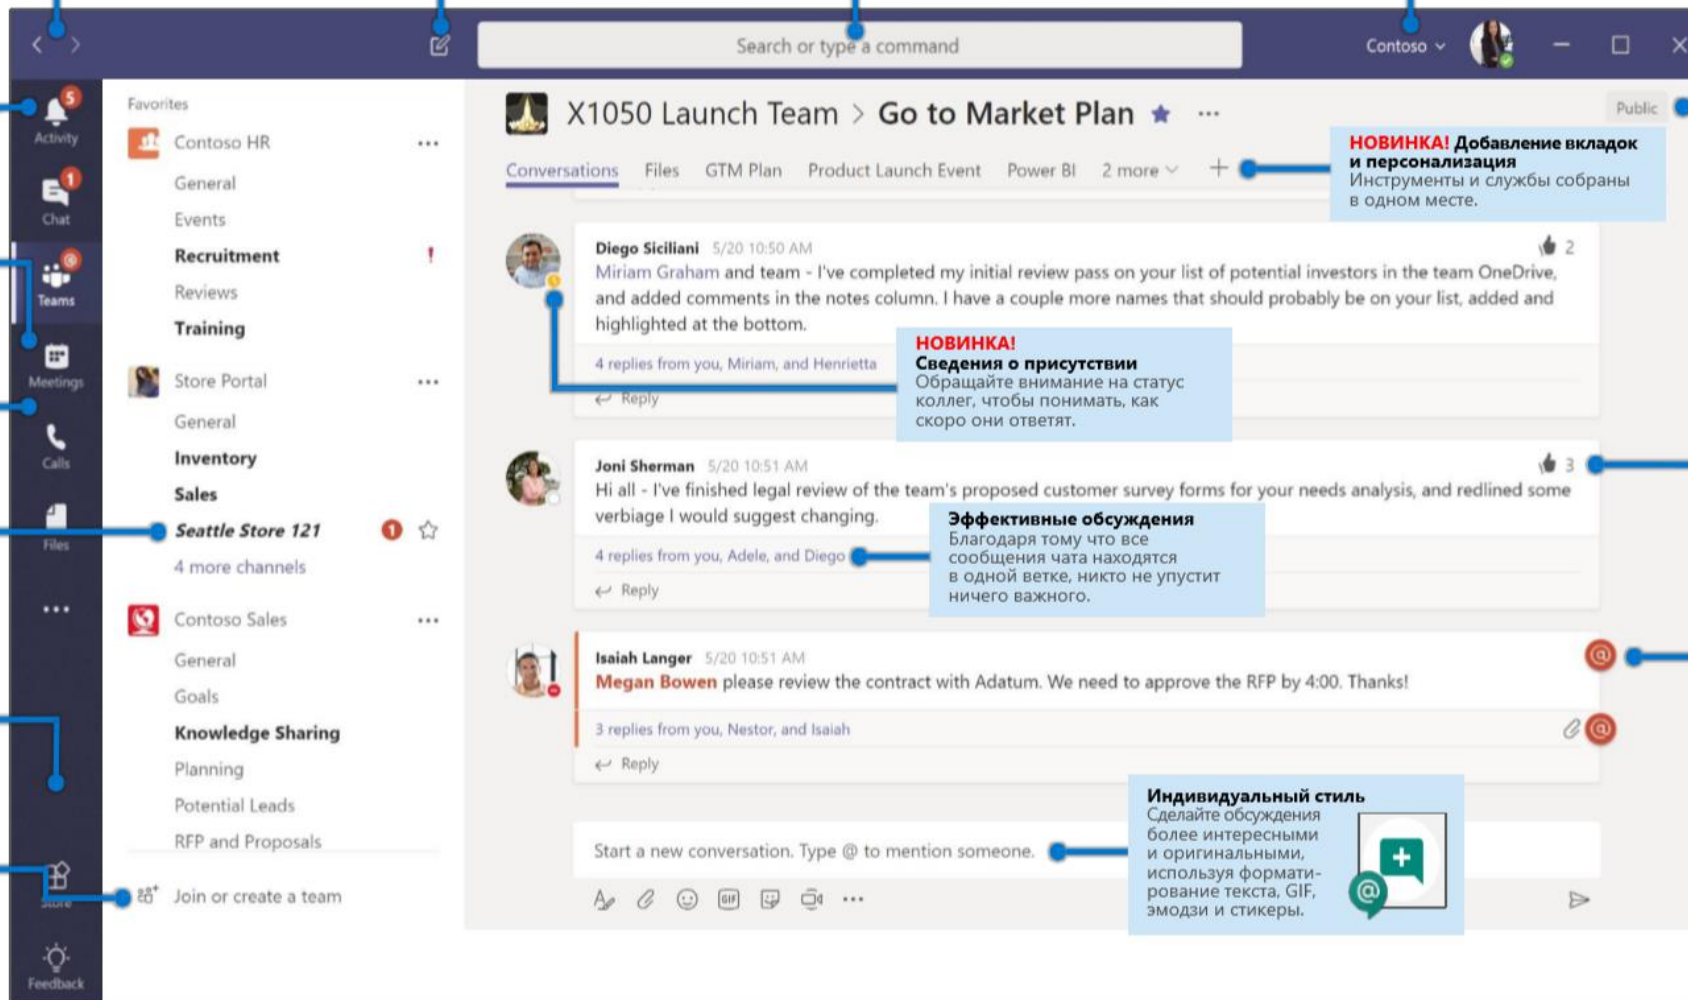 Search or type a command
Contoso
5
Activity
1
Chat
@
Teams
Meetings
Calls
Files
Store
Feedback
Favorites
Contoso HR
General
Events
Recruitment
Reviews
Training
Store Portal
General
Inventory
Sales
Seattle Store 121
1
4 more channels
Contoso Sales
General
Goals
Knowledge Sharing
Planning
Potential Leads
RFP and Proposals
Join or create a team
X1050 Launch Team > Go to Market Plan
Public
Conversations Files GTM Plan Product Launch Event Power BI 2 more +
НОВИНКА! Добавление вкладок
и персонализация
Инструменты и службы собраны
в одном месте.
Diego Siciliani 5/20 10:50 AM
2
Miriam Graham and team - I've completed my initial review pass on your list of potential investors in the team OneDrive,
and added comments in the notes column. I have a couple more names that should probably be on your list, added and
highlighted at the bottom.
4 replies from you, Miriam, and Henrietta
Reply
НОВИНКА!
Сведения о присутствии
Обращайте внимание на статус
коллег, чтобы понимать, как
скоро они ответят.
Joni Sherman 5/20 10:51 AM
3
Hi all - I've finished legal review of the team's proposed customer survey forms for your needs analysis, and redlined some
verbiage I would suggest changing.
4 replies from you, Adele, and Diego
Reply
Эффективные обсуждения
Благодаря тому что все
сообщения чата находятся
в одной ветке, никто не упустит
ничего важного.
Isaiah Langer 5/20 10:51 AM
@
Megan Bowen please review the contract with Adatum. We need to approve the RFP by 4:00. Thanks!
3 replies from you, Nestor, and Isaiah
@
Reply
Индивидуальный стиль
Сделайте обсуждения
более интересными
и оригинальными,
используя формати-
рование текста, GIF,
эмодзи и стикеры.
@
Start a new conversation. Type @ to mention someone.
GIF